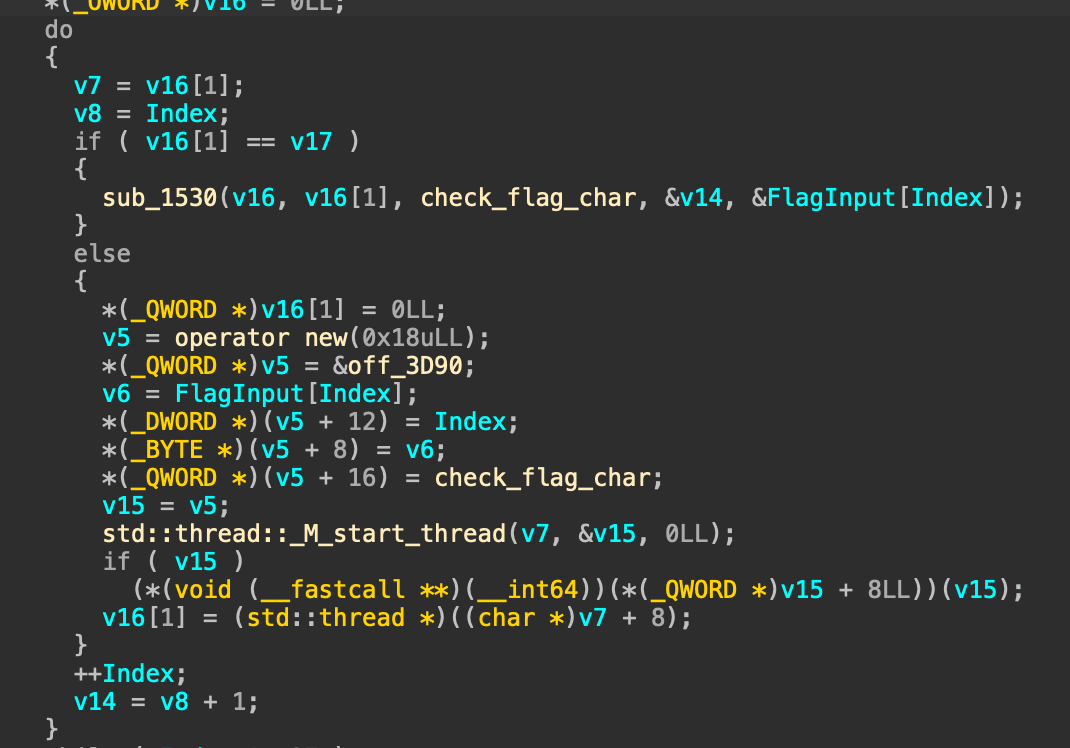 *(_OWORD *)v16 = 0LL;
do
{
v7 = v16[1];
v8 = Index;
if ( v16[1] == v17 )
{
sub_1530(v16, v16[1], check_flag_char, &v14, &FlagInput[Index]);
}
else
{
*(_QWORD *)v16[1] = 0LL;
v5 = operator new(0x18uLL);
*(_QWORD *)v5 = &off_3D90;
v6 = FlagInput[Index];
*(_DWORD *)(v5 + 12) = Index;
*(_BYTE *)(v5 + 8) = v6;
*(_QWORD *)(v5 + 16) = check_flag_char;
v15 = v5;
std::thread::_M_start_thread(v7, &v15, 0LL);
if ( v15 )
(*(void (__fastcall **)(__int64))(*(_QWORD *)v15 + 8LL))(v15);
v16[1] = (std::thread *)((char *)v7 + 8);
}
++Index;
v14 = v8 + 1;
}